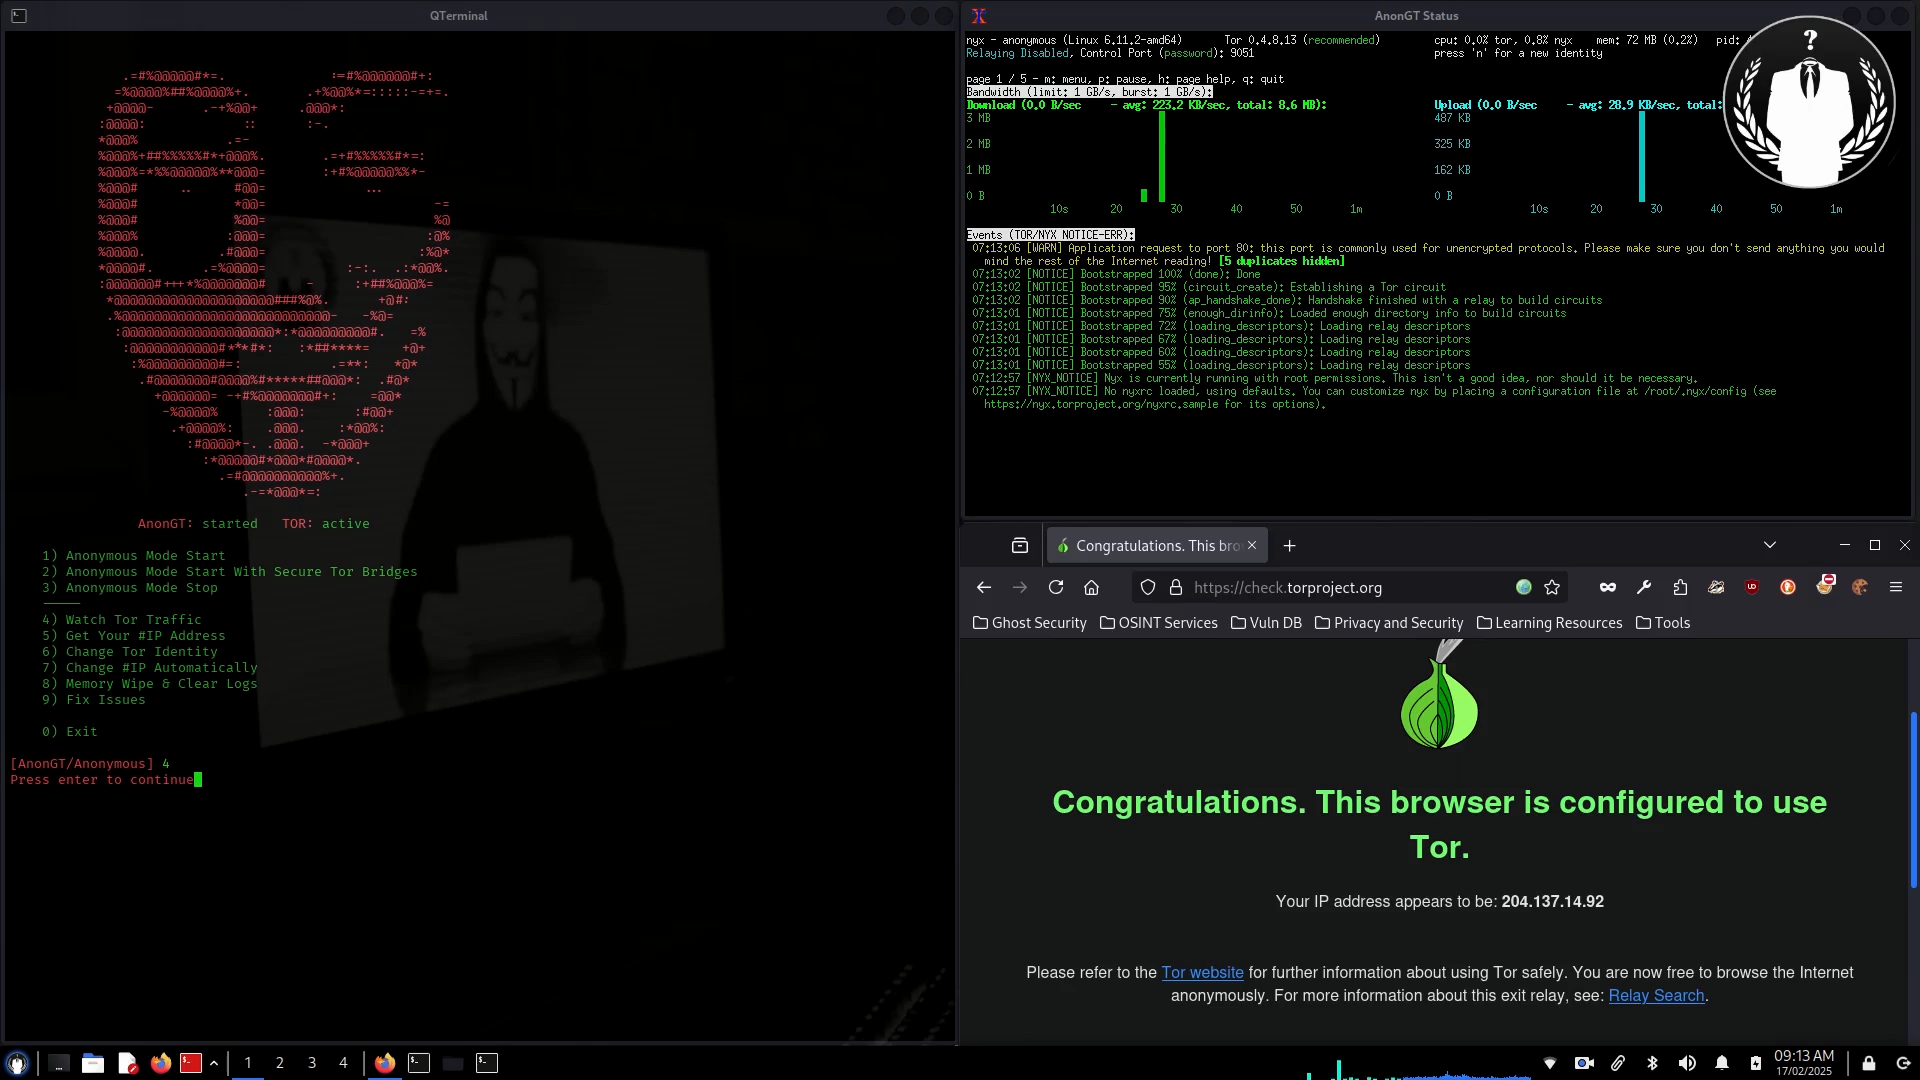 QTerminal
AnonGT: started   TOR: active
1) Anonymous Mode Start
2) Anonymous Mode Start With Secure Tor Bridges
3) Anonymous Mode Stop
4) Watch Tor Traffic
5) Get Your #IP Address
6) Change Tor Identity
7) Change #IP Automatically
8) Memory Wipe & Clear Logs
9) Fix Issues
0) Exit
[AnonGT/Anonymous] 4
Press enter to continue
AnonGT Status
nyx - anonymous (Linux 6.11.2-amd64)      Tor 0.4.8.13 (recommended)      cpu: 0.0% tor, 0.8% nyx    mem: 72 MB (0.2%)   pid:
Relaying Disabled, Control Port (password): 9051      press 'n' for a new identity
page 1 / 5 - m: menu, p: pause, h: page help, q: quit
Bandwidth (limit: 1 GB/s, burst: 1 GB/s):
Download (0.0 B/sec     - avg: 223.2 KB/sec, total: 8.6 MB):      Upload (0.0 B/sec     - avg: 28.9 KB/sec, total:
3 MB      487 KB
2 MB      325 KB
1 MB      162 KB
0 B      0 B
10s   20   30   40   50   1m      10s   20   30   40   50   1m
?
Events (TOR/NYX NOTICE-ERR):
07:13:06 [WARN] Application request to port 80: this port is commonly used for unencrypted protocols. Please make sure you don't send anything you would
mind the rest of the Internet reading! [5 duplicates hidden]
07:13:02 [NOTICE] Bootstrapped 100% (done): Done
07:13:02 [NOTICE] Bootstrapped 95% (circuit_create): Establishing a Tor circuit
07:13:02 [NOTICE] Bootstrapped 90% (ap_handshake_done): Handshake finished with a relay to build circuits
07:13:01 [NOTICE] Bootstrapped 75% (enough_dirinfo): Loaded enough directory info to build circuits
07:13:01 [NOTICE] Bootstrapped 72% (loading_descriptors): Loading relay descriptors
07:13:01 [NOTICE] Bootstrapped 67% (loading_descriptors): Loading relay descriptors
07:13:01 [NOTICE] Bootstrapped 60% (loading_descriptors): Loading relay descriptors
07:13:01 [NOTICE] Bootstrapped 55% (loading_descriptors): Loading relay descriptors
07:12:57 [NYX_NOTICE] Nyx is currently running with root permissions. This isn't a good idea, nor should it be necessary.
07:12:57 [NYX_NOTICE] No nyxrc loaded, using defaults. You can customize nyx by placing a configuration file at /root/.nyx/config (see
https://nyx.torproject.org/nyxrc.sample for its options).
Congratulations. This bro
https://check.torproject.org
Ghost Security   OSINT Services   Vuln DB   Privacy and Security   Learning Resources   Tools
Congratulations. This browser is configured to use
Tor.
Your IP address appears to be: 204.137.14.92
Please refer to the Tor website for further information about using Tor safely. You are now free to browse the Internet
anonymously. For more information about this exit relay, see: Relay Search.
1   2   3   4
09:13 AM
17/02/2025